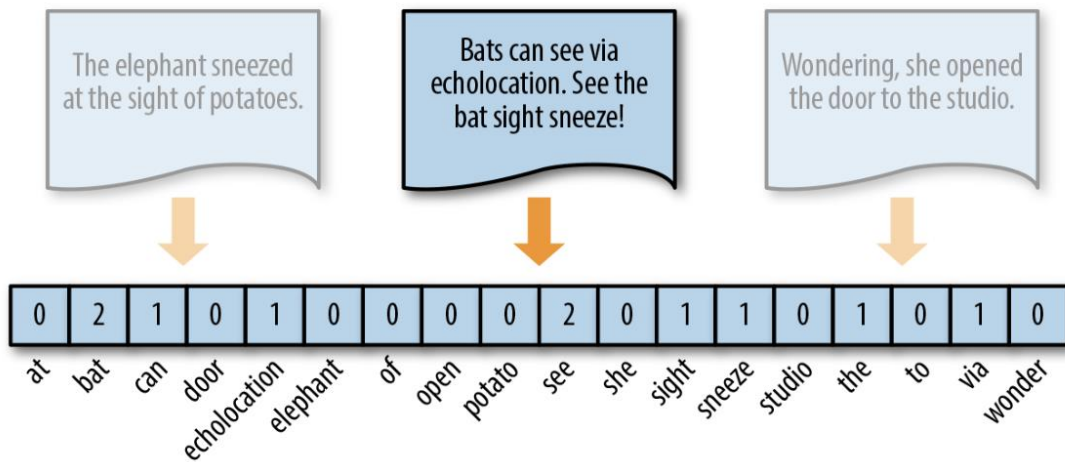 The elephant sneezed
at the sight of potatoes.
Bats can see via
echolocation. See the
bat sight sneeze!
Wondering, she opened
the door to the studio.
0 2 1 0 1 0 0 0 0 2 0 1 1 0 1 0 1 0
at bat can door echolocation elephant of open potato see she sight sneeze studio the to via wonder